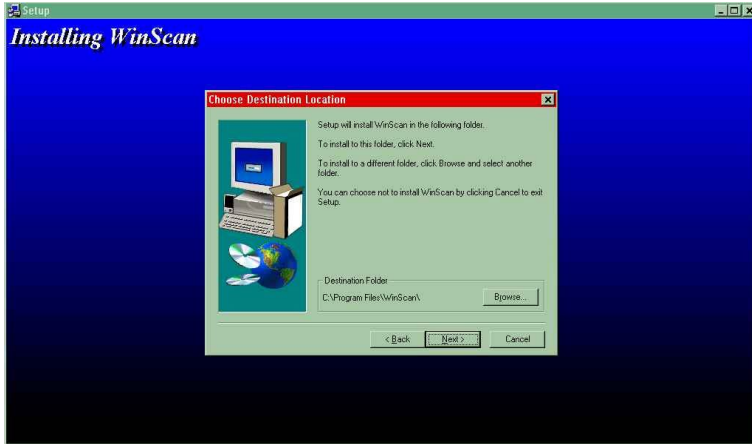 Setup
Installing WinScan
Choose Destination Location
Setup will install WinScan in the following folder.
To install to this folder, click Next.
To install to a different folder, click Browse and select another
folder.
You can choose not to install WinScan by clicking Cancel to exit
Setup.
Destination Folder
C:\Program Files\WinScan\
Browse...
< Back
Next >
Cancel